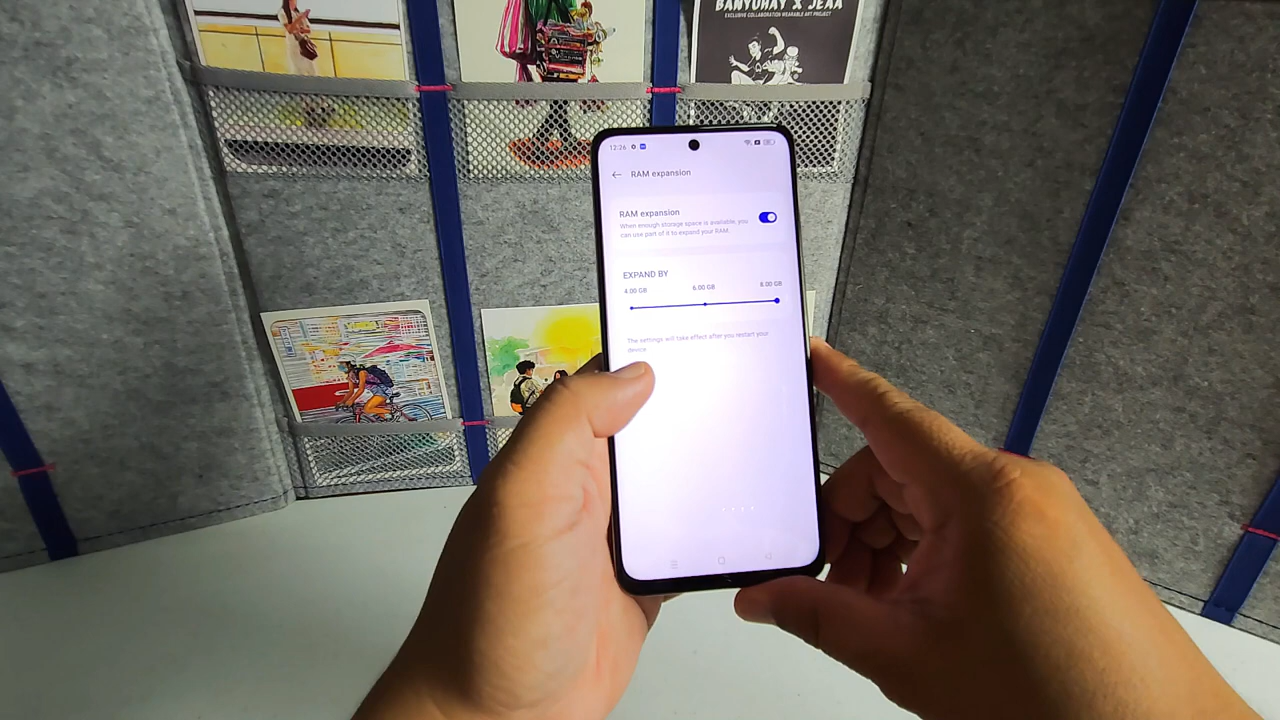 BANYUHAY X JEAA
EXCLUSIVE COLLABORATION WEARABLE ART PROJECT
12:26
RAM expansion
RAM expansion
When enough storage space is available, you
can use part of it to expand your RAM.
EXPAND BY
4.00 GB
6.00 GB
8.00 GB
The settings will take effect after you restart your
device.